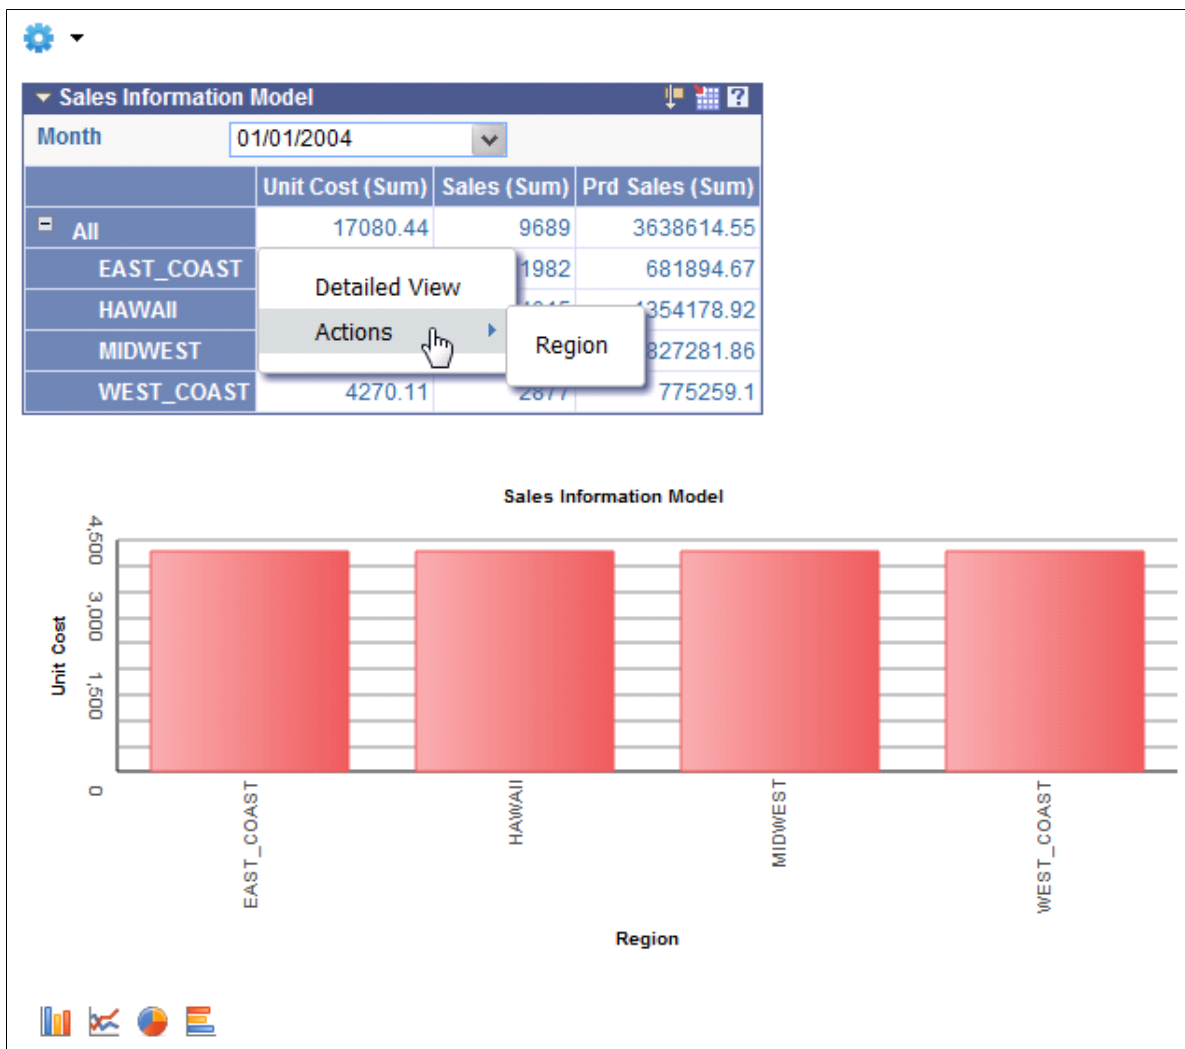 Sales Information Model
Month 01/01/2004
Unit Cost (Sum) Sales (Sum) Prd Sales (Sum)
All 17080.44 9689 3638614.55
EAST_COAST 1982 681894.67
HAWAII 354178.92
MIDWEST 827281.86
WEST_COAST 4270.11 2877 775259.1
Detailed View
Actions
Region
Sales Information Model
Unit Cost
4,500
3,000
1,500
0
EAST_COAST
HAWAII
MIDWEST
WEST_COAST
Region